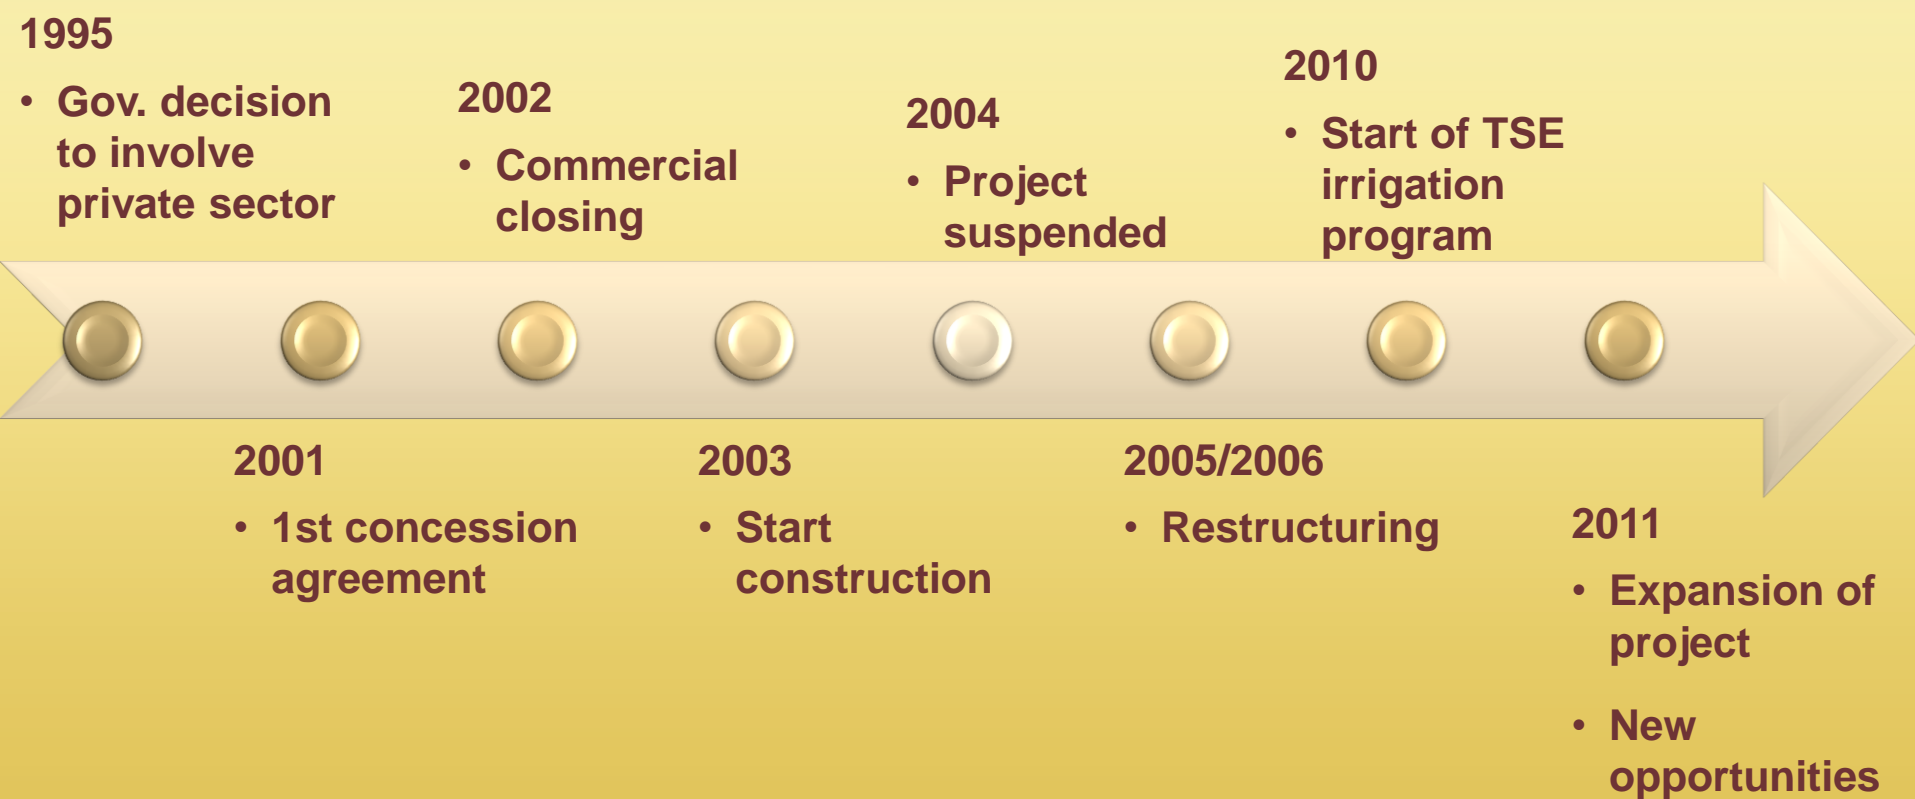 1995
• Gov. decision
to involve
private sector
2001
• 1st concession
agreement
2002
• Commercial
closing
2003
• Start
construction
2004
• Project
suspended
2005/2006
• Restructuring
2010
• Start of TSE
irrigation
program
2011
• Expansion of
project
• New
opportunities